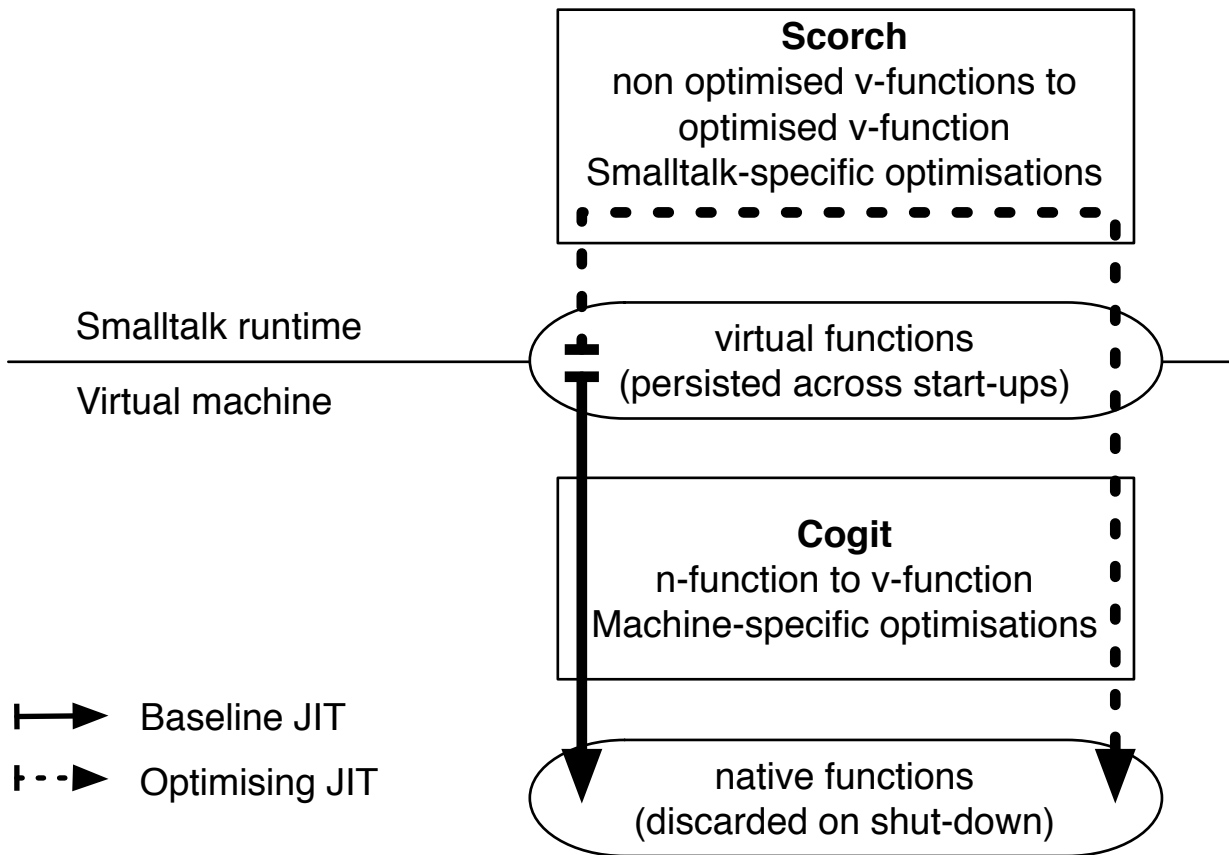 Scorch
non optimised v-functions to
optimised v-function
Smalltalk-specific optimisations
Smalltalk runtime
Virtual machine
virtual functions
(persisted across start-ups)
Cogit
n-function to v-function
Machine-specific optimisations
Baseline JIT
Optimising JIT
native functions
(discarded on shut-down)